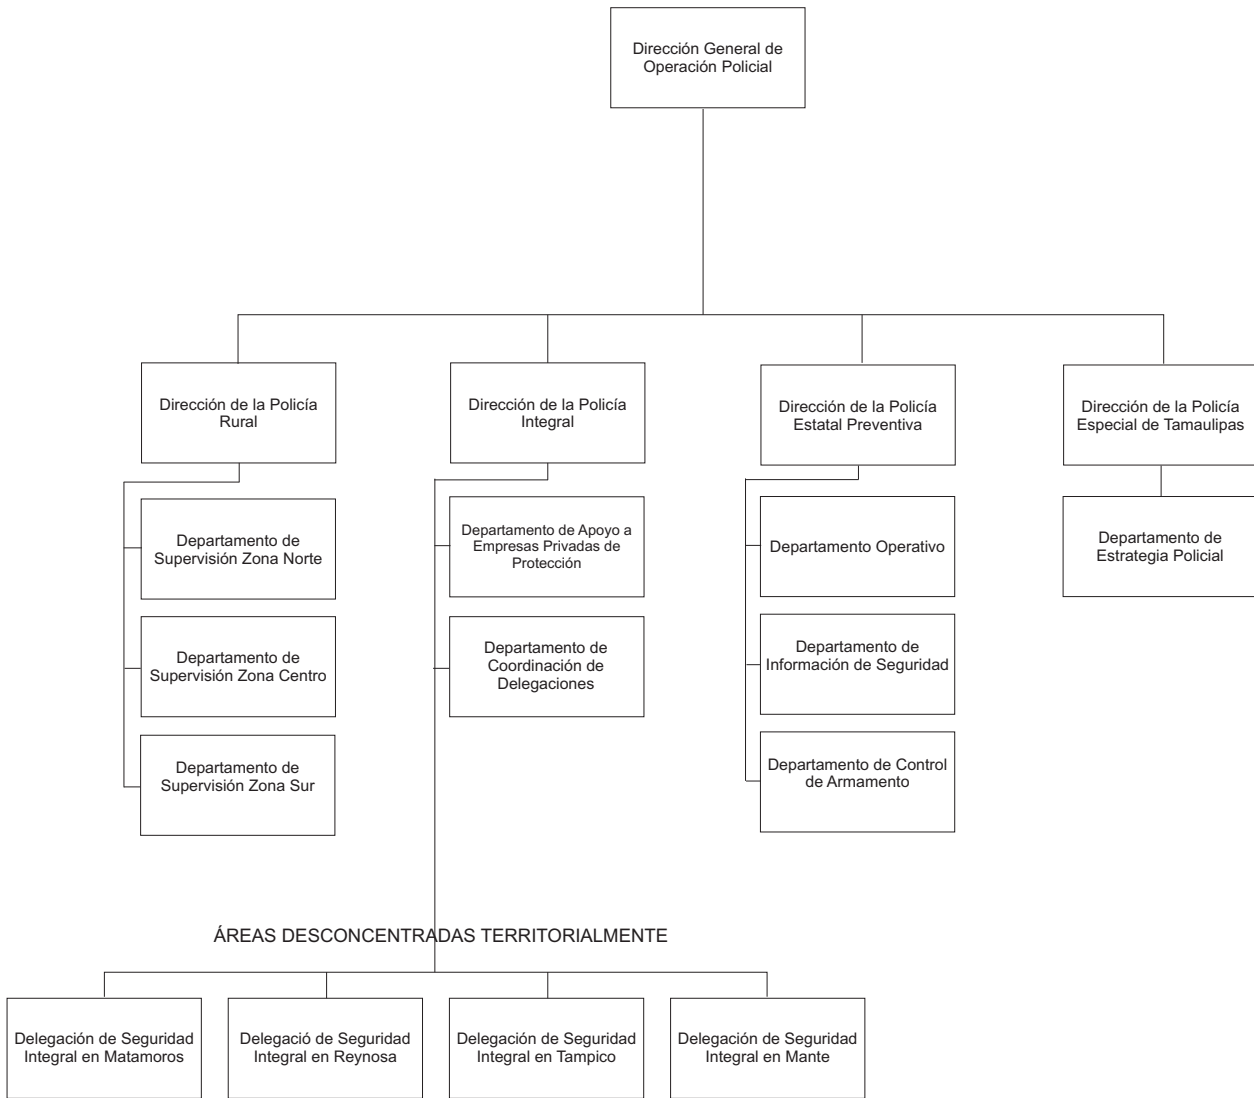 Dirección General de
Operación Policial
Dirección de la Policía
Rural
Dirección de la Policía
Integral
Dirección de la Policía
Estatal Preventiva
Dirección de la Policía
Especial de Tamaulipas
Departamento de
Supervisión Zona Norte
Departamento de Apoyo a
Empresas Privadas de
Protección
Departamento Operativo
Departamento de
Estrategia Policial
Departamento de
Supervisión Zona Centro
Departamento de
Coordinación de
Delegaciones
Departamento de
Información de Seguridad
Departamento de
Supervisión Zona Sur
Departamento de Control
de Armamento
ÁREAS DESCONCENTRADAS TERRITORIALMENTE
Delegación de Seguridad
Integral en Matamoros
Delegació de Seguridad
Integral en Reynosa
Delegación de Seguridad
Integral en Tampico
Delegación de Seguridad
Integral en Mante